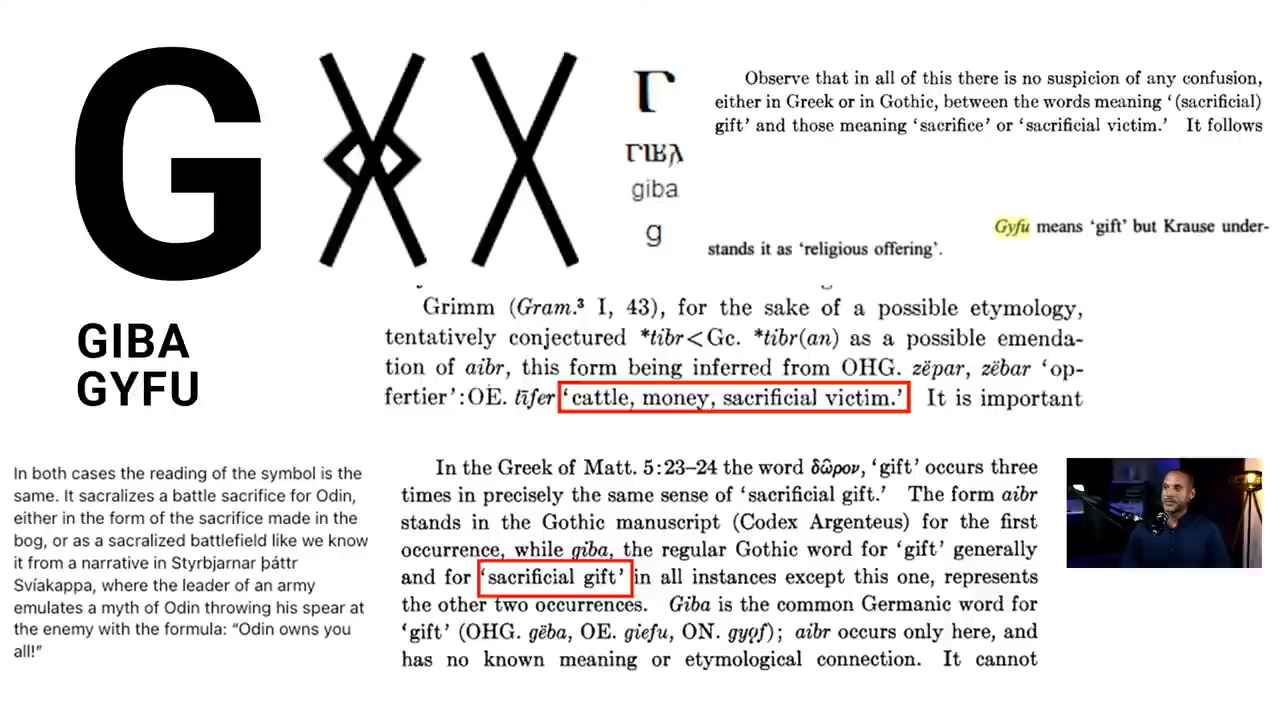 G
GIBA
GYFU
Γ
giba
g
Observe that in all of this there is no suspicion of any confusion,
either in Greek or in Gothic, between the words meaning ‘(sacrificial)
gift’ and those meaning ‘sacrifice’ or ‘sacrificial victim.’ It follows
Gyfu means ‘gift’ but Krause under-
stands it as ‘religious offering’.
Grimm (Gram.³ I, 43), for the sake of a possible etymology,
tentatively conjectured *tibr<Gc. *tibr(an) as a possible emenda-
tion of aibr, this form being inferred from OHG. zëpar, zëbar ‘op-
fertier’:OE. tīfer ‘cattle, money, sacrificial victim.’ It is important
In both cases the reading of the symbol is the
same. It sacralizes a battle sacrifice for Odin,
either in the form of the sacrifice made in the
bog, or as a sacralized battlefield like we know
it from a narrative in Styrbjarnar þáttr
Svíakappa, where the leader of an army
emulates a myth of Odin throwing his spear at
the enemy with the formula: “Odin owns you
all!”
In the Greek of Matt. 5:23–24 the word δῶρον, ‘gift’ occurs three
times in precisely the same sense of ‘sacrificial gift.’ The form aibr
stands in the Gothic manuscript (Codex Argenteus) for the first
occurrence, while giba, the regular Gothic word for ‘gift’ generally
and for ‘sacrificial gift’ in all instances except this one, represents
the other two occurrences. Giba is the common Germanic word for
‘gift’ (OHG. gëba, OE. giefu, ON. gyǫf); aibr occurs only here, and
has no known meaning or etymological connection. It cannot